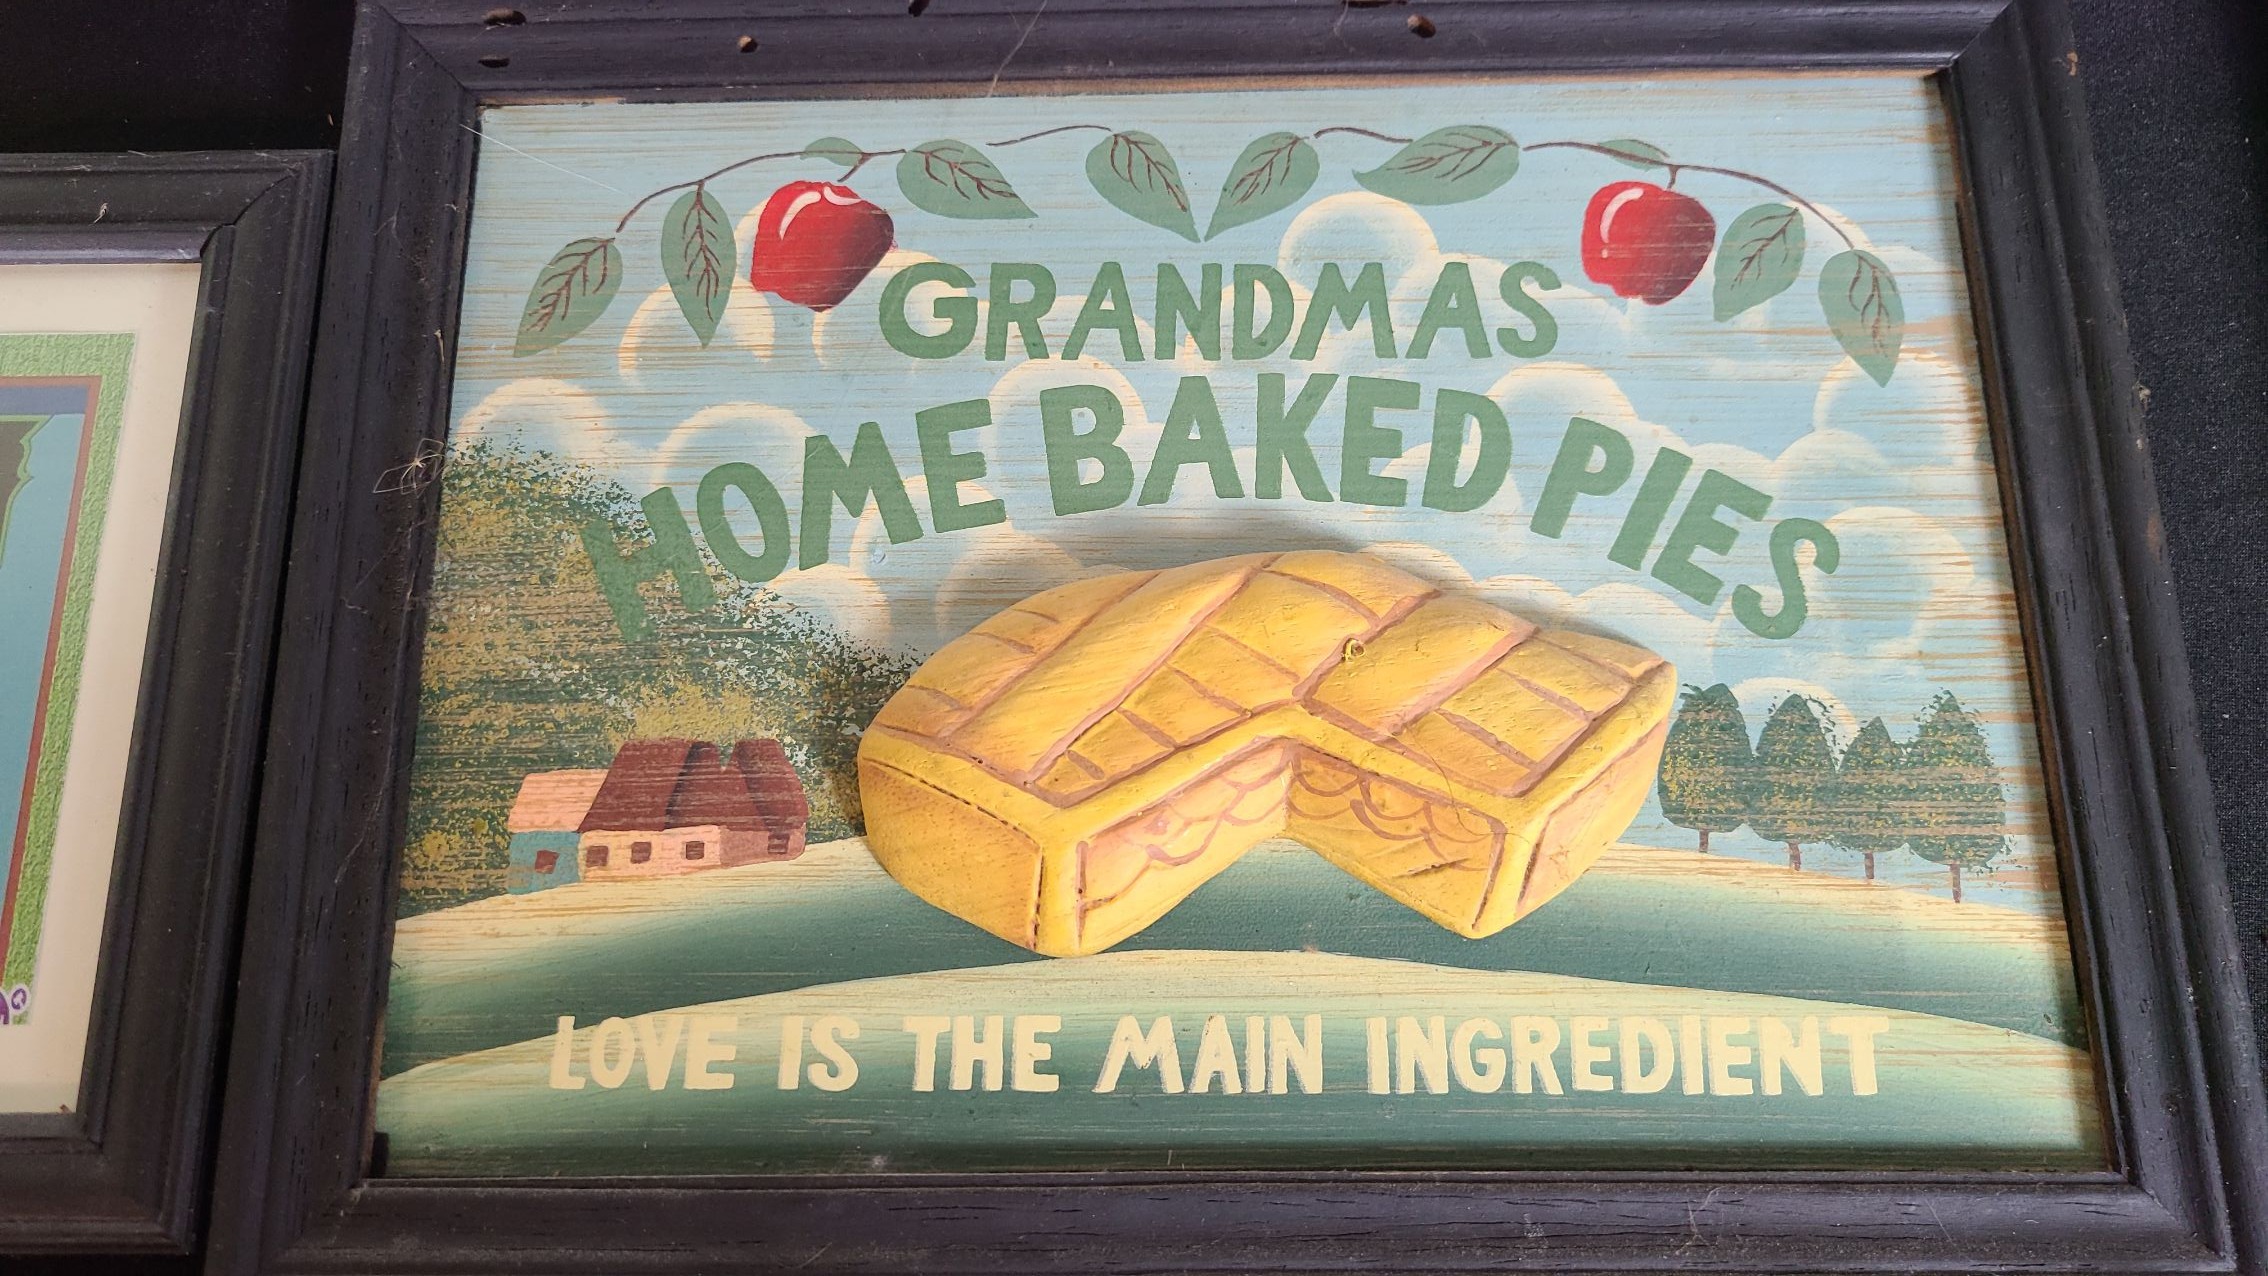 GRANDMAS
HOME BAKED PIES
LOVE IS THE MAIN INGREDIENT